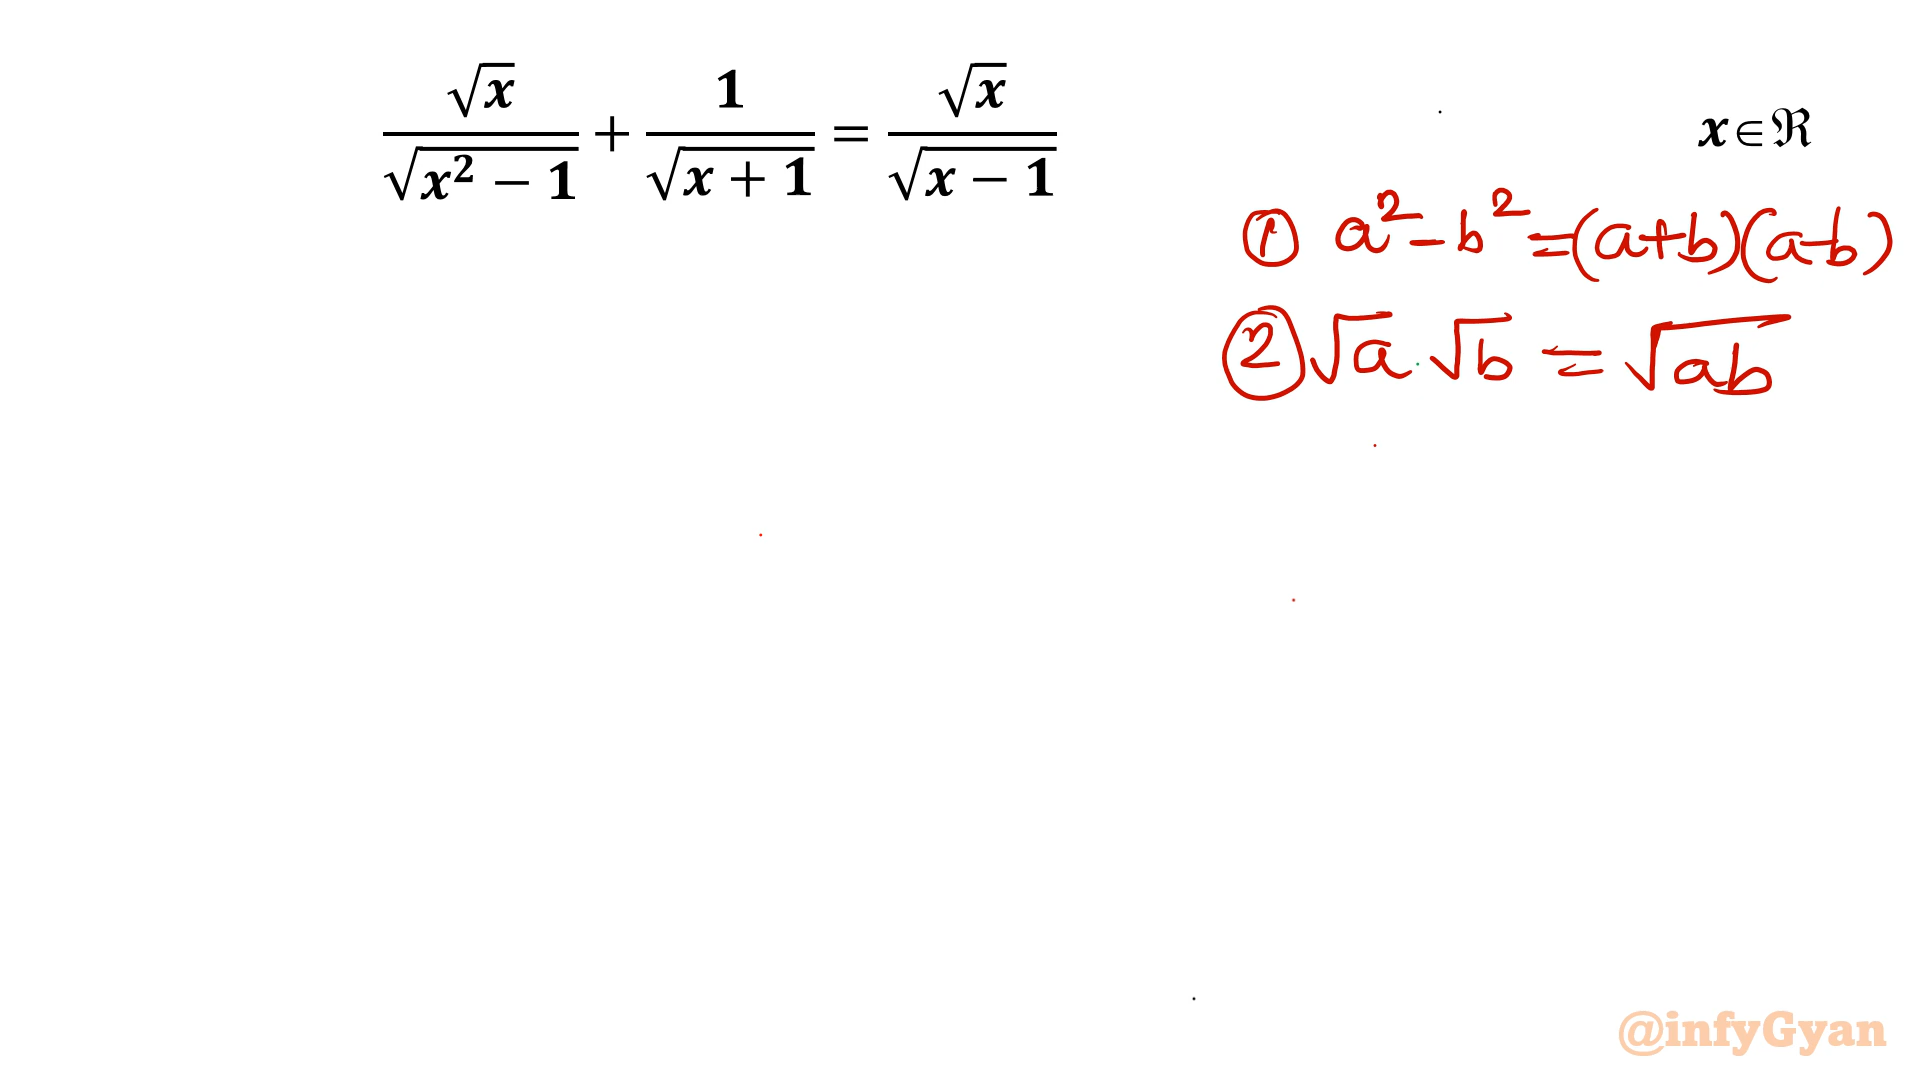 √x/√(x² − 1) + 1/√(x + 1) = √x/√(x − 1)
x ∈ ℜ
① a² − b² = (a+b)(a−b)
② √a · √b = √ab
@infyGyan